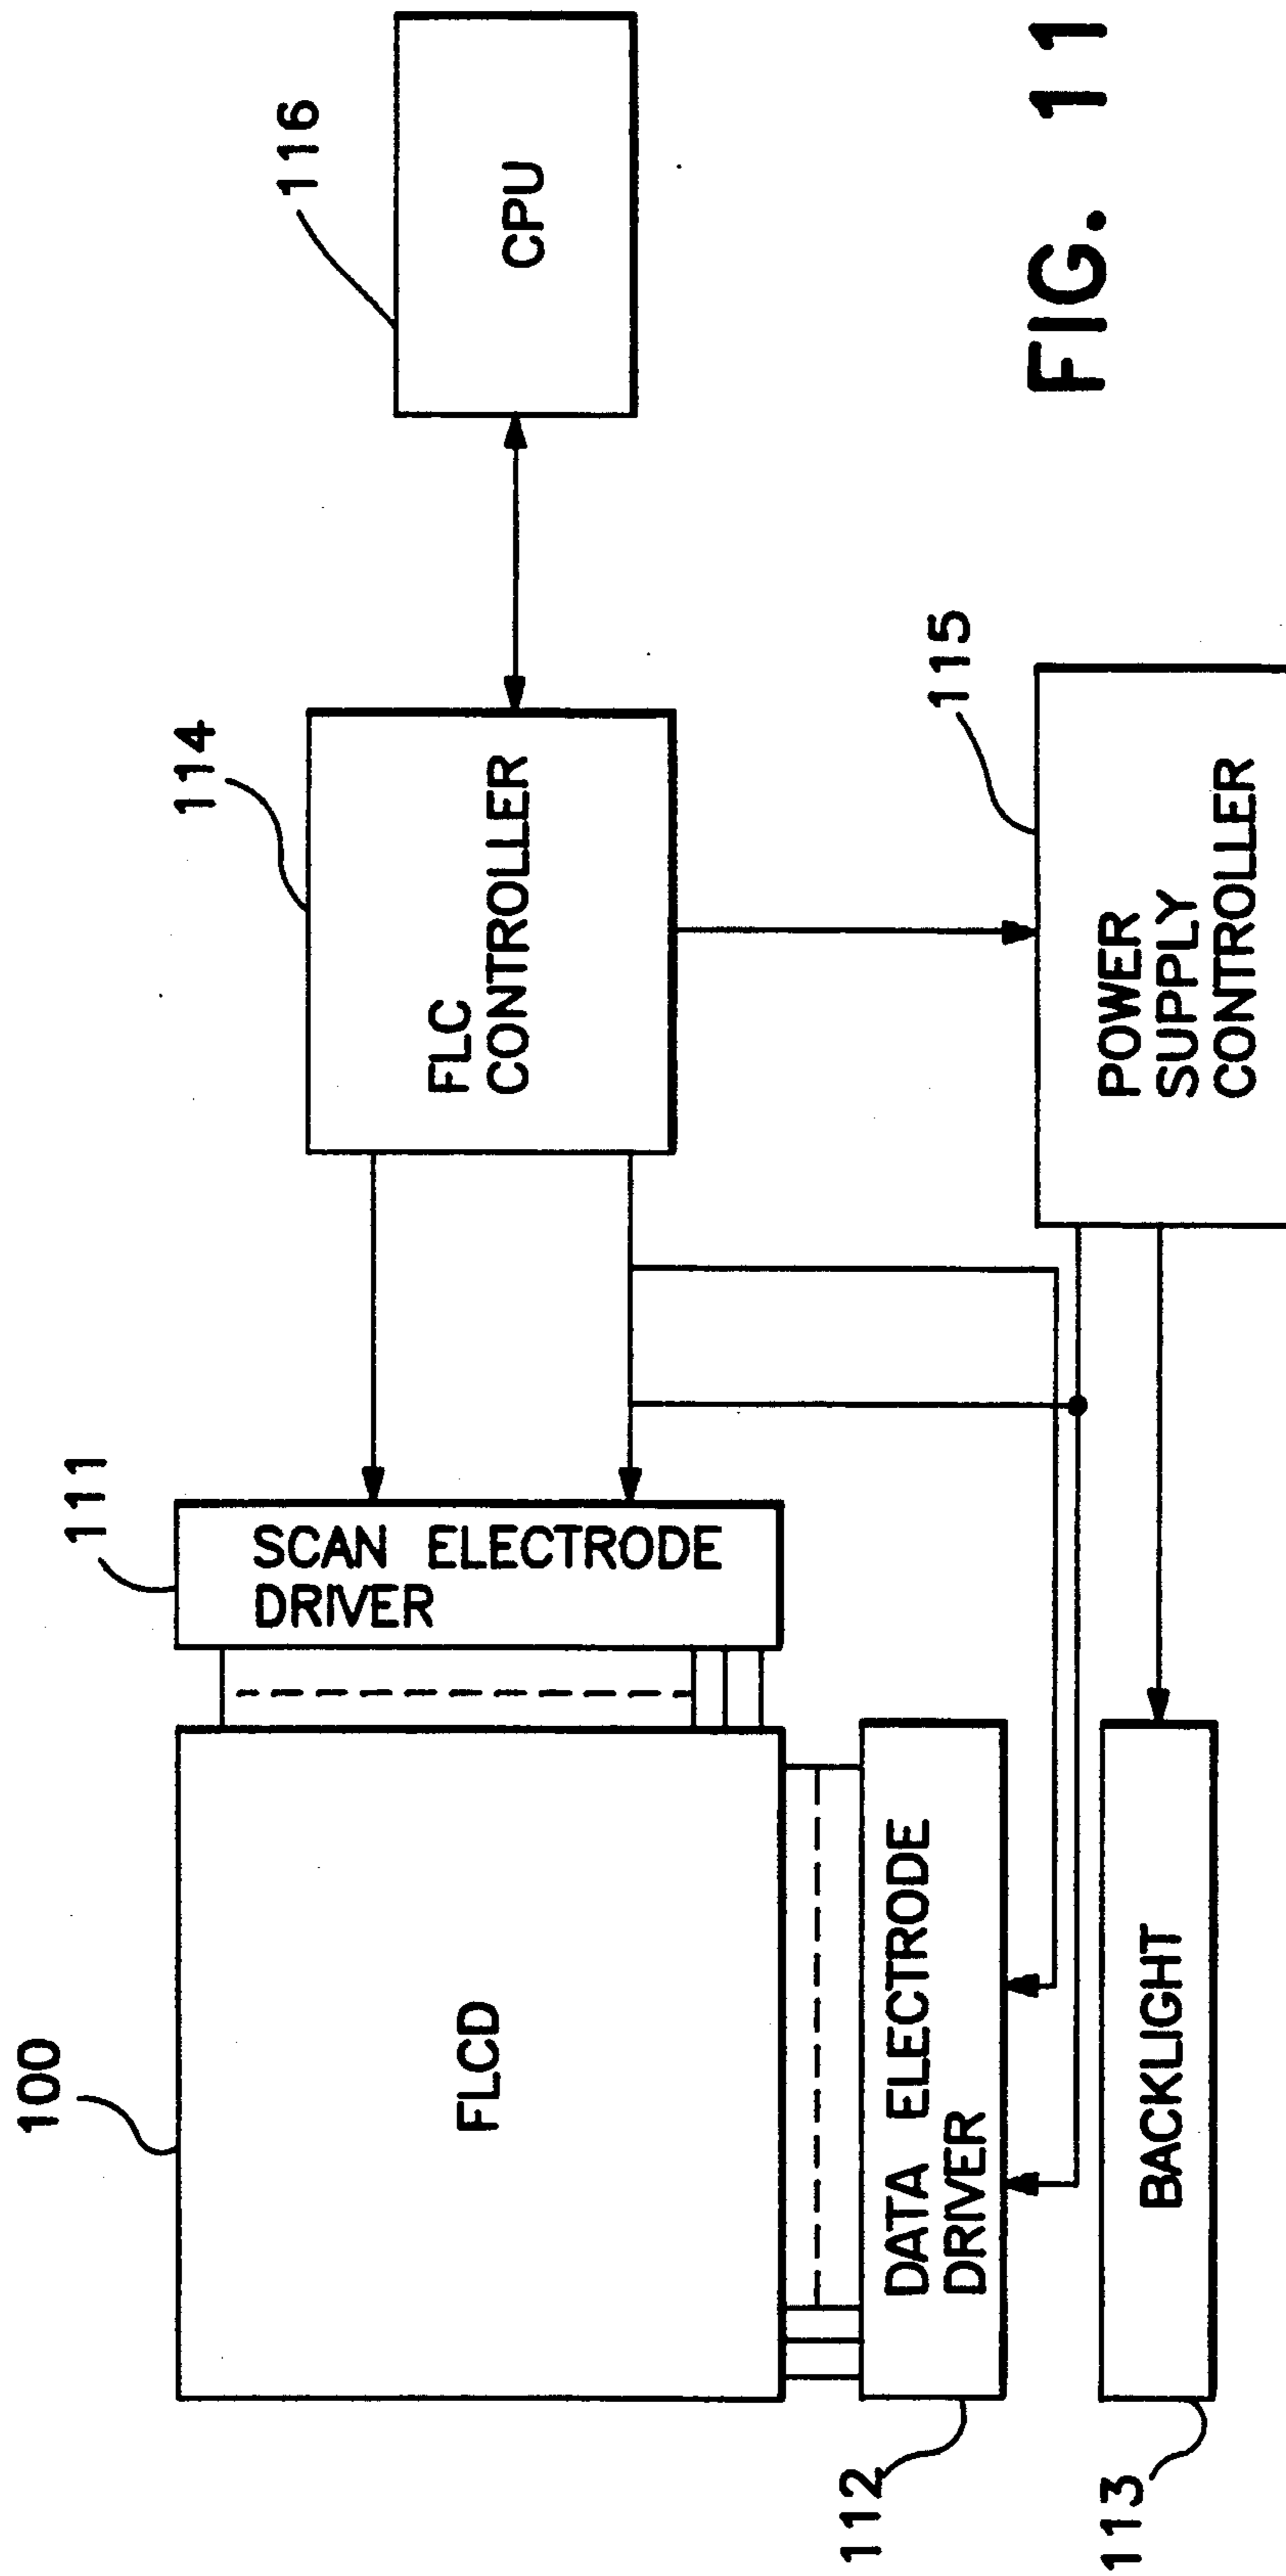 100
FLCD
111
SCAN ELECTRODE
DRIVER
114
FLC
CONTROLLER
116
CPU
112
DATA ELECTRODE
DRIVER
113
BACKLIGHT
115
POWER
SUPPLY
CONTROLLER
FIG. 11